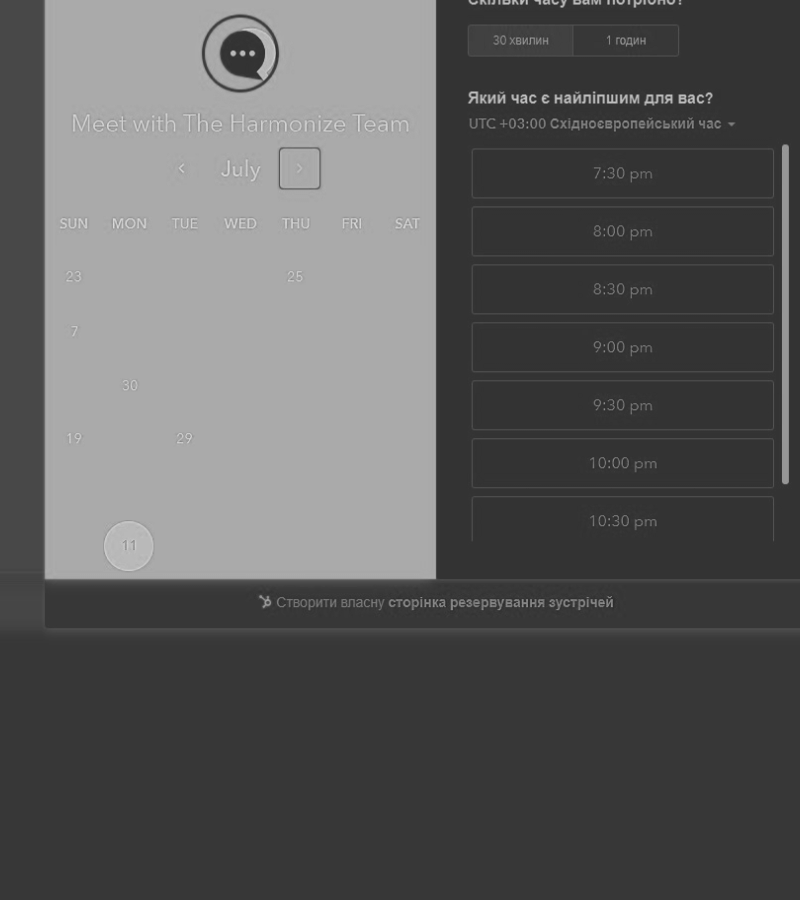 Скільки часу вам потрібно?
30 хвилин 1 годин
Meet with The Harmonize Team
July
SUN MON TUE WED THU FRI SAT
23 25
7
30
19 29
11
Який час є найліпшим для вас?
UTC +03:00 Східноєвропейський час
7:30 pm
8:00 pm
8:30 pm
9:00 pm
9:30 pm
10:00 pm
10:30 pm
Створити власну сторінка резервування зустрічей